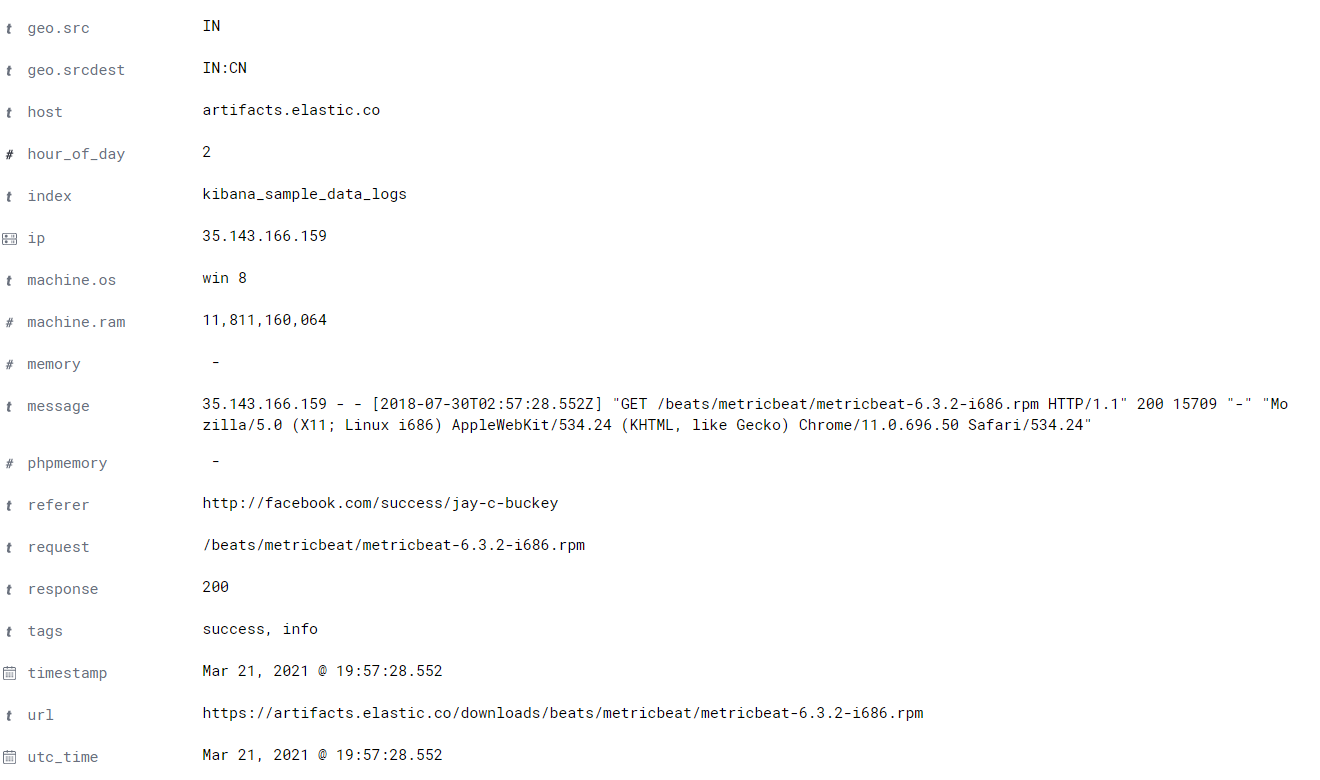 t geo.src IN
t geo.srcdest IN:CN
t host artifacts.elastic.co
# hour_of_day 2
t index kibana_sample_data_logs
ip 35.143.166.159
t machine.os win 8
# machine.ram 11,811,160,064
# memory -
t message 35.143.166.159 - - [2018-07-30T02:57:28.552Z] "GET /beats/metricbeat/metricbeat-6.3.2-i686.rpm HTTP/1.1" 200 15709 "-" "Mo
zilla/5.0 (X11; Linux i686) AppleWebKit/534.24 (KHTML, like Gecko) Chrome/11.0.696.50 Safari/534.24"
# phpmemory -
t referer http://facebook.com/success/jay-c-buckey
t request /beats/metricbeat/metricbeat-6.3.2-i686.rpm
t response 200
t tags success, info
timestamp Mar 21, 2021 @ 19:57:28.552
t url https://artifacts.elastic.co/downloads/beats/metricbeat/metricbeat-6.3.2-i686.rpm
utc_time Mar 21, 2021 @ 19:57:28.552